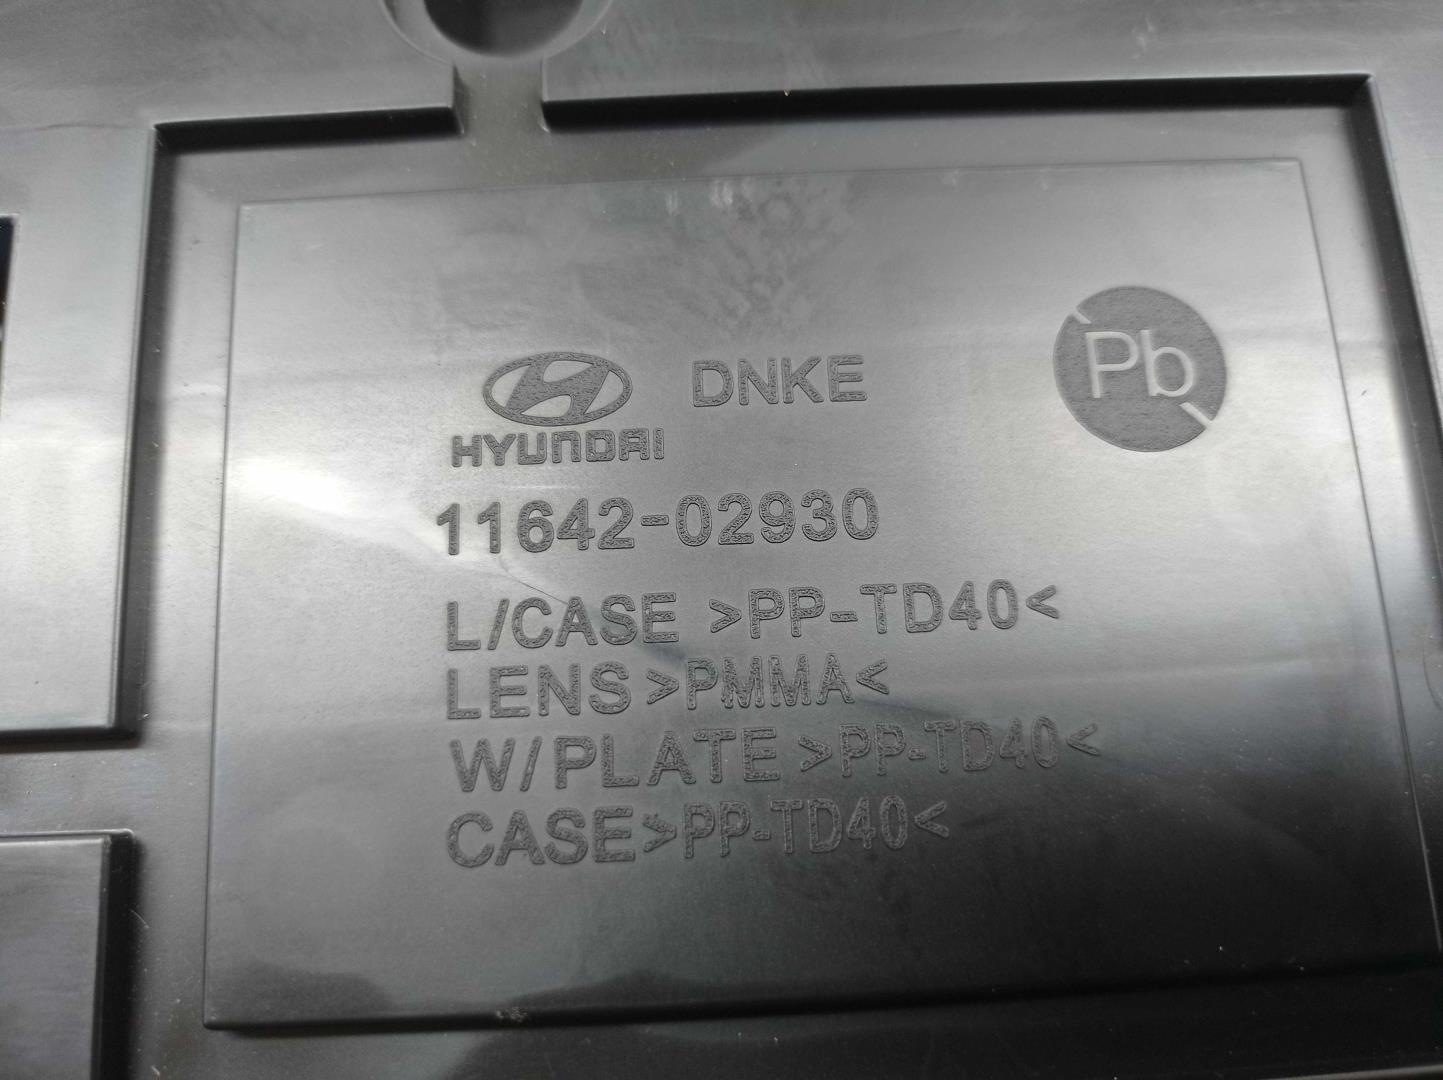 HYUNDAI DNKE Pb
11642-02930
L/CASE >PP-TD40<
LENS>PMMA<
W/PLATE >PP-TD40<
CASE>PP-TD40<